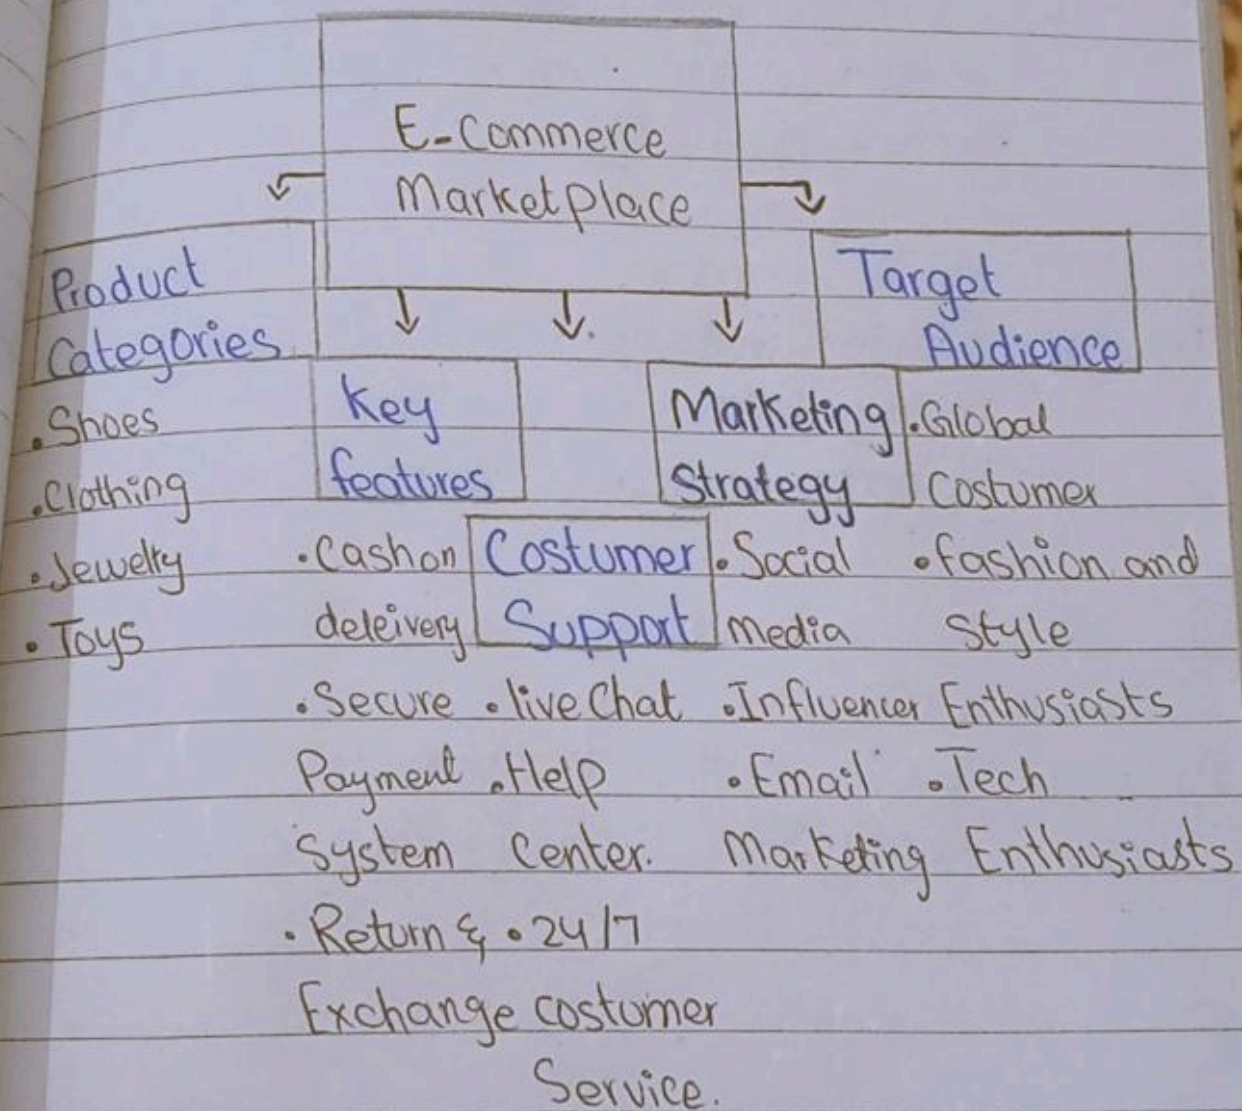 E-Commerce
Marketplace
Product
Categories
.Shoes
.Clothing
.Jewelry
.Toys
Key
features
.Cash on
deleivery
.Secure
Payment
System
.Return &
Exchange
Costumer
Support
.live Chat
.Help
Center.
.24/7
costumer
Service.
Marketing
Strategy
.Social
media
.Influencer
.Email
Marketing
Target
Audience
.Global
Costumer
.fashion and
Style
Enthusiasts
.Tech
Enthusiasts